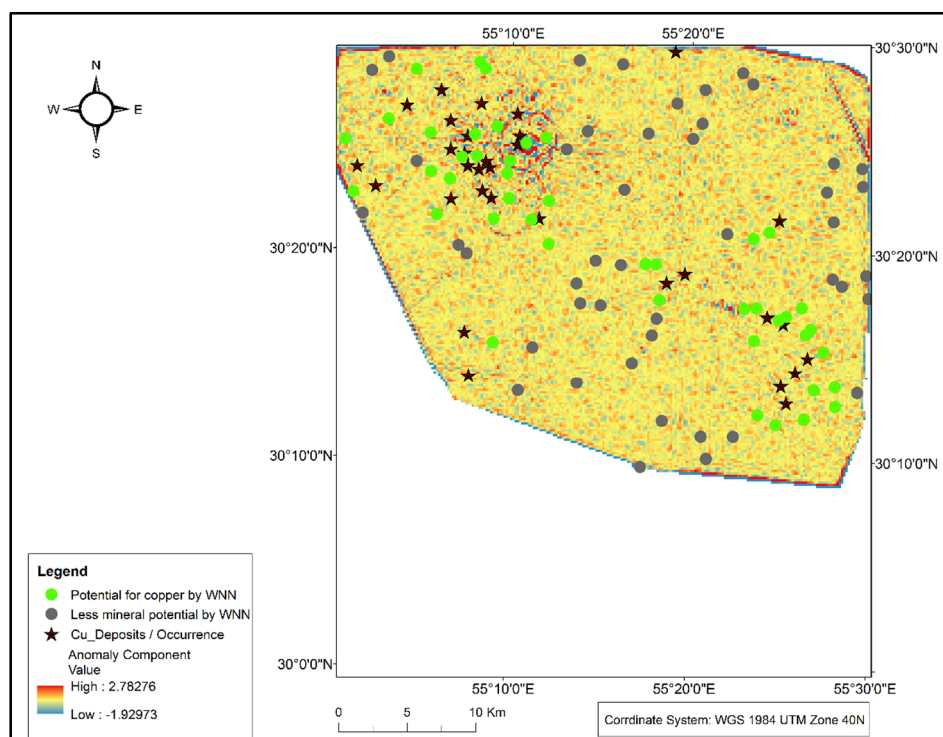 55°10'0"E 55°20'0"E
N
W E
S
30°30'0"N
30°20'0"N 30°20'0"N
30°10'0"N 30°10'0"N
30°0'0"N
55°10'0"E 55°20'0"E 55°30'0"E
Legend
Potential for copper by WNN
Less mineral potential by WNN
Cu_Deposits / Occurrence
Anomaly Component
Value
High : 2.78276
Low : -1.92973
0 5 10 Km
Corrdinate System: WGS 1984 UTM Zone 40N